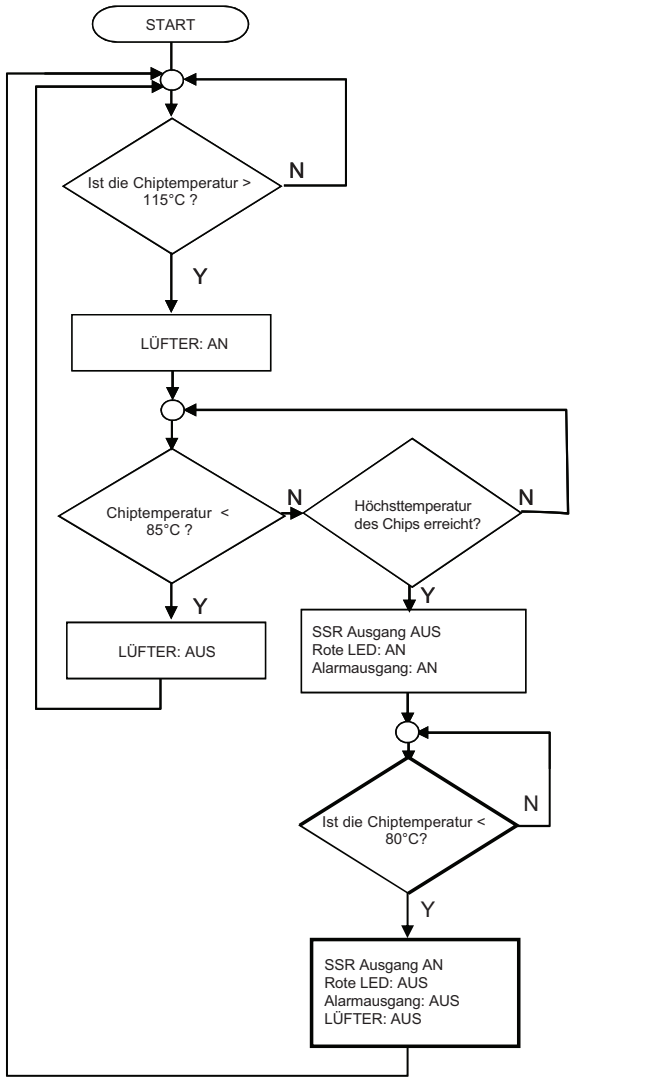 START
N
Ist die Chiptemperatur >
115°C ?
Y
LÜFTER: AN
Chiptemperatur <
85°C ?
N
Höchsttemperatur
des Chips erreicht?
N
Y
LÜFTER: AUS
Y
SSR Ausgang AUS
Rote LED: AN
Alarmausgang: AN
Ist die Chiptemperatur <
80°C?
N
Y
SSR Ausgang AN
Rote LED: AUS
Alarmausgang: AUS
LÜFTER: AUS